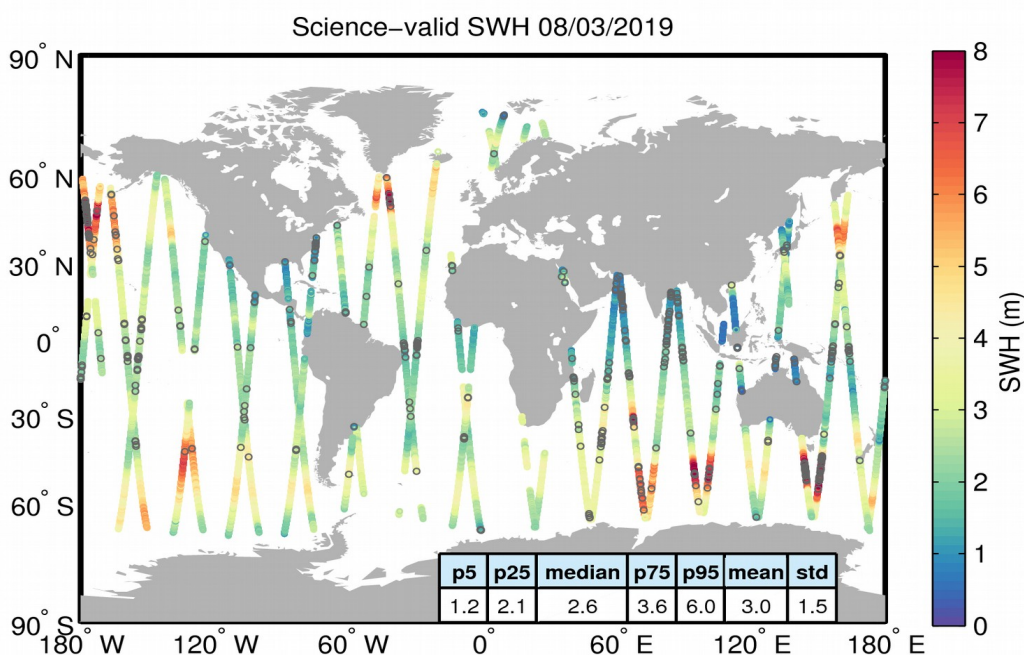 Science–valid SWH 08/03/2019
90° N
60° N
30° N
0°
30° S
60° S
90° S
180° W
120° W
60° W
0°
60° E
120° E
180° E
p5 p25 median p75 p95 mean std
1.2 2.1 2.6 3.6 6.0 3.0 1.5
8
7
6
5
4
3
2
1
0
SWH (m)